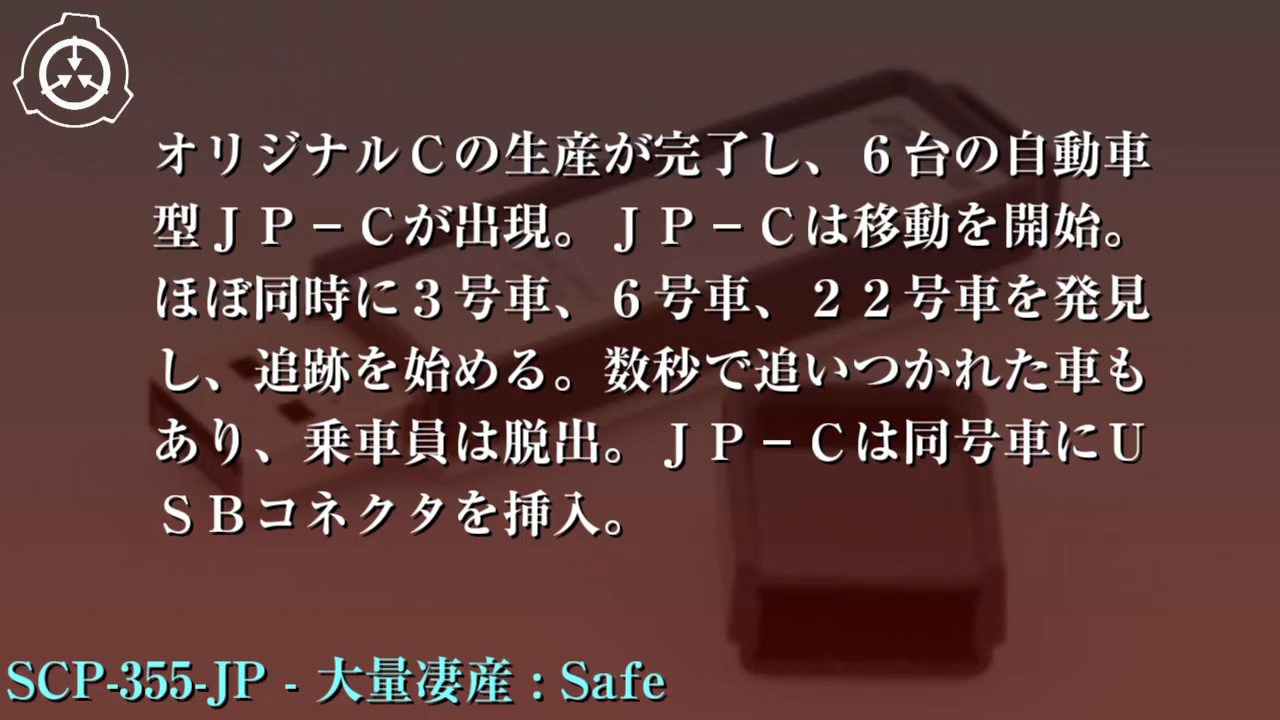 オリジナルＣの生産が完了し、６台の自動車
型ＪＰ－Ｃが出現。ＪＰ－Ｃは移動を開始。
ほぼ同時に３号車、６号車、２２号車を発見
し、追跡を始める。数秒で追いつかれた車も
あり、乗車員は脱出。ＪＰ－Ｃは同号車にＵ
ＳＢコネクタを挿入。
SCP-355-JP - 大量凄産 : Safe